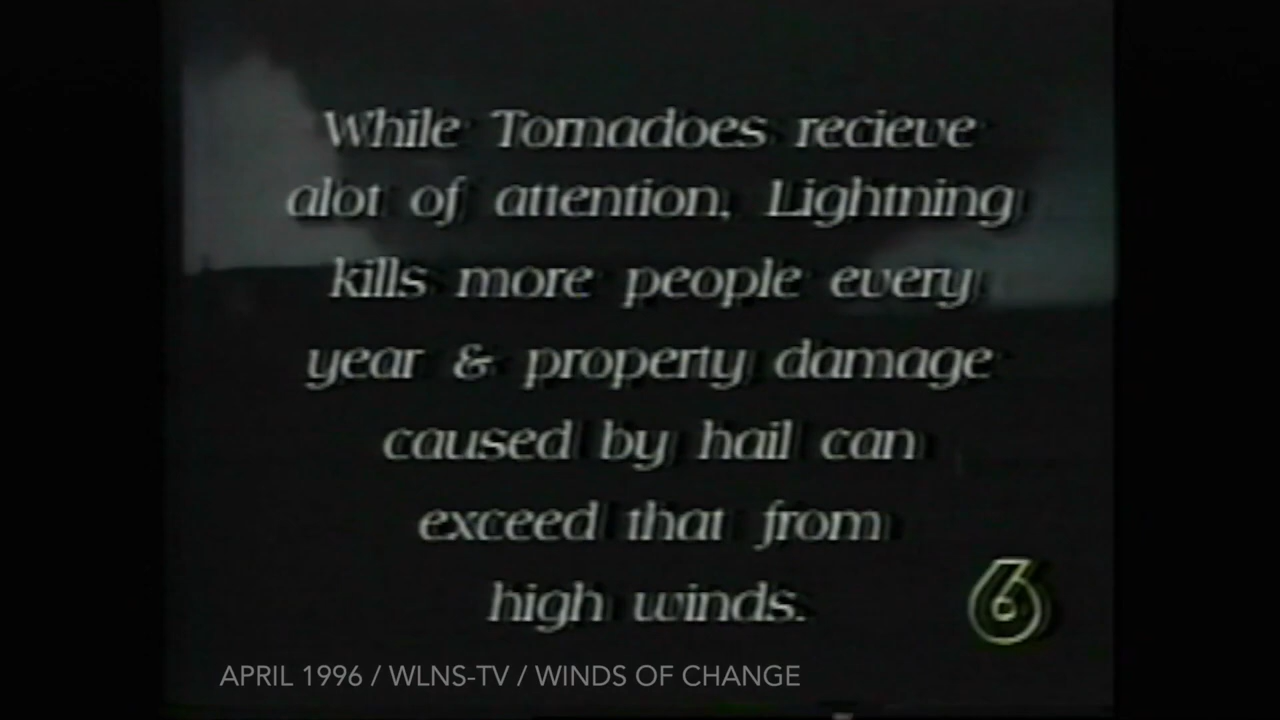 While Tornadoes recieve
alot of attention, Lightning
kills more people every
year & property damage
caused by hail can
exceed that from
high winds.
6
APRIL 1996 / WLNS-TV / WINDS OF CHANGE